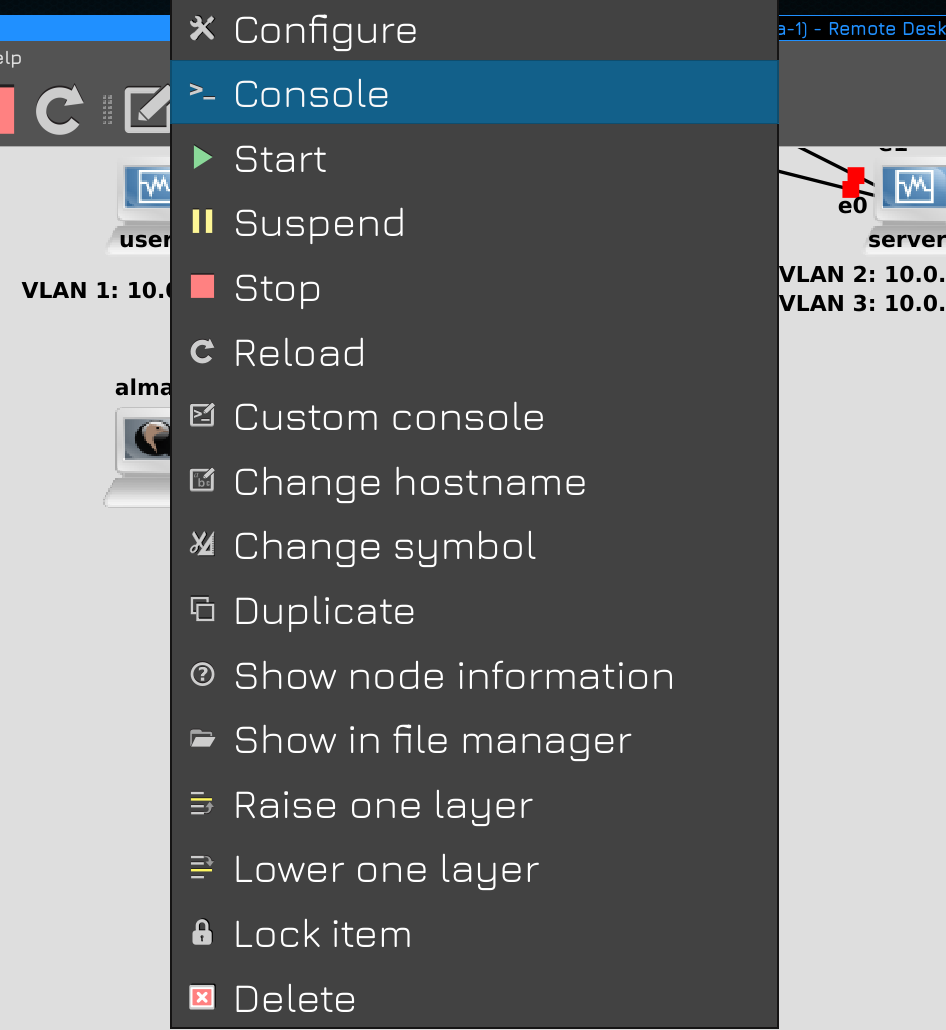 a-1) - Remote Desk
elp
Configure
Console
Start
Suspend
Stop
Reload
Custom console
Change hostname
Change symbol
Duplicate
Show node information
Show in file manager
Raise one layer
Lower one layer
Lock item
Delete
user
VLAN 1: 10.0
alma
e1
e0
server
VLAN 2: 10.0.
VLAN 3: 10.0.